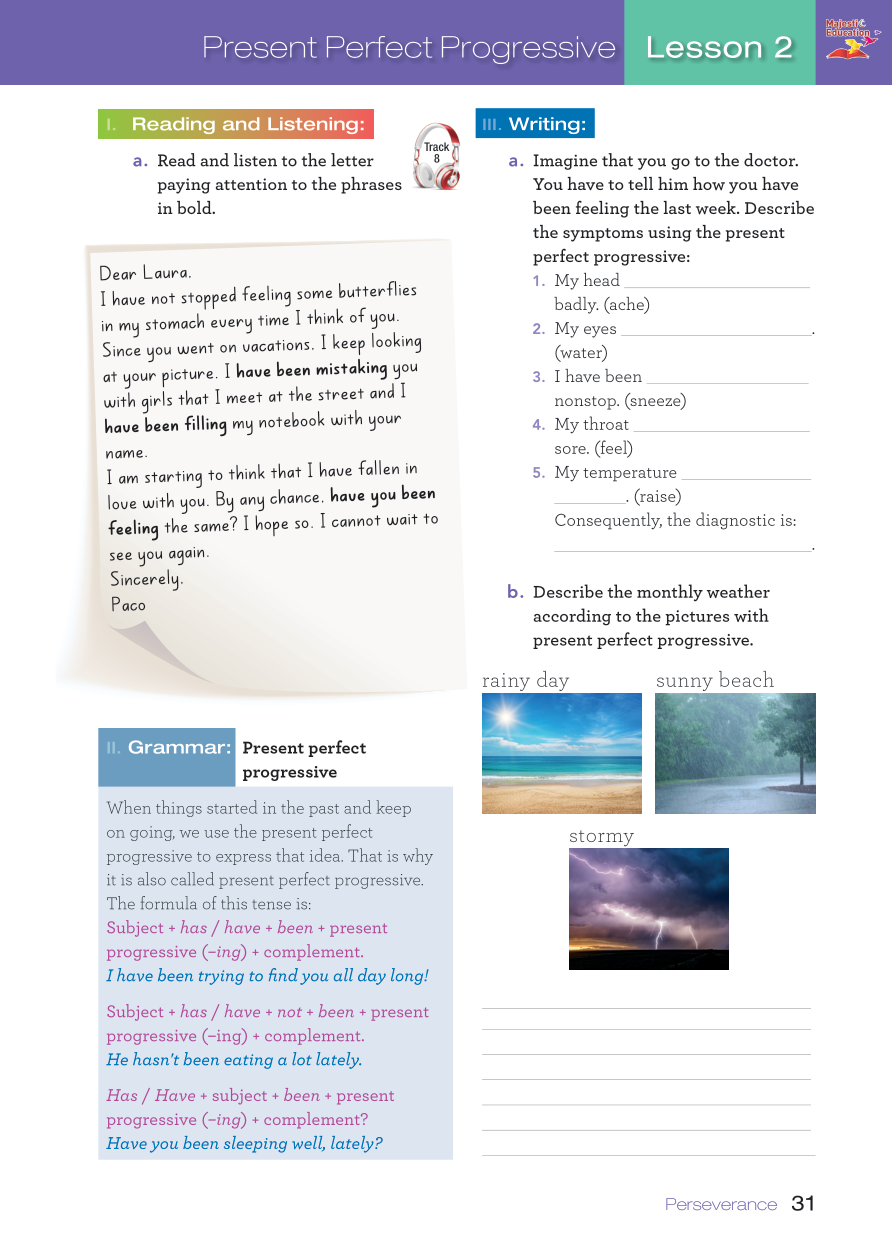 Present Perfect Progressive
Lesson 2
Majestic
Education
I. Reading and Listening:
a. Read and listen to the letter
paying attention to the phrases
in bold.
Track
8
Dear Laura,
I have not stopped feeling some butterflies
in my stomach every time I think of you.
Since you went on vacations, I keep looking
at your picture. I have been mistaking you
with girls that I meet at the street and I
have been filling my notebook with your
name.
I am starting to think that I have fallen in
love with you. By any chance, have you been
feeling the same? I hope so. I cannot wait to
see you again.
Sincerely,
Paco
II. Grammar:
Present perfect
progressive
When things started in the past and keep
on going, we use the present perfect
progressive to express that idea. That is why
it is also called present perfect progressive.
The formula of this tense is:
Subject + has / have + been + present
progressive (–ing) + complement.
I have been trying to find you all day long!
Subject + has / have + not + been + present
progressive (–ing) + complement.
He hasn't been eating a lot lately.
Has / Have + subject + been + present
progressive (–ing) + complement?
Have you been sleeping well, lately?
III. Writing:
a. Imagine that you go to the doctor.
You have to tell him how you have
been feeling the last week. Describe
the symptoms using the present
perfect progressive:
1. My head ____________________
badly. (ache)
2. My eyes ____________________.
(water)
3. I have been ____________________
nonstop. (sneeze)
4. My throat ____________________
sore. (feel)
5. My temperature ____________________
________. (raise)
Consequently, the diagnostic is:
____________________.
b. Describe the monthly weather
according to the pictures with
present perfect progressive.
rainy day
sunny beach
stormy
Perseverance 31